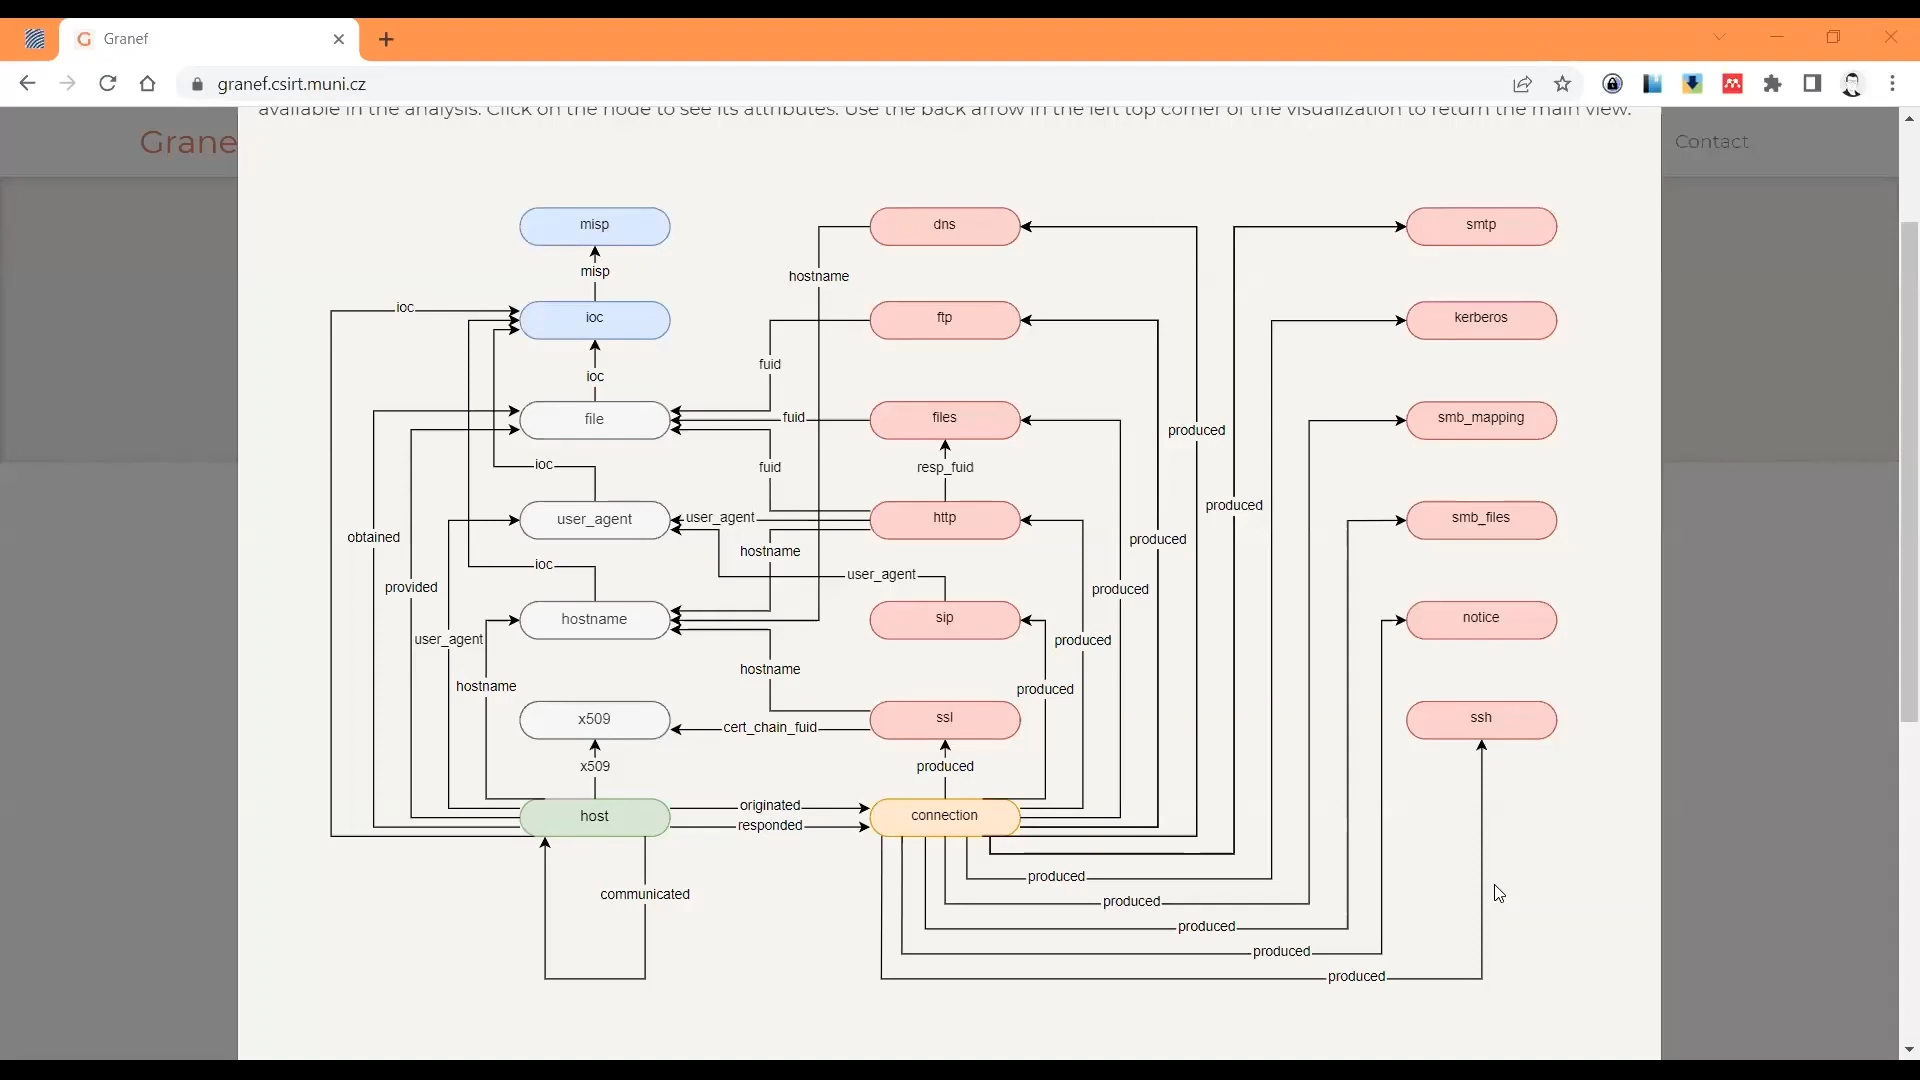 Granef
granef.csirt.muni.cz
available in the analysis. Click on the node to see its attributes. Use the back arrow in the left top corner of the visualization to return the main view.
Grane
Contact
misp
dns
smtp
misp
hostname
ioc
ioc
ftp
kerberos
fuid
ioc
file
fuid
files
smb_mapping
produced
ioc
fuid
resp_fuid
produced
user_agent
user_agent
http
smb_files
obtained
hostname
produced
ioc
user_agent
provided
produced
hostname
sip
notice
user_agent
produced
hostname
hostname
produced
x509
cert_chain_fuid
ssl
ssh
x509
produced
host
originated
responded
connection
communicated
produced
produced
produced
produced
produced